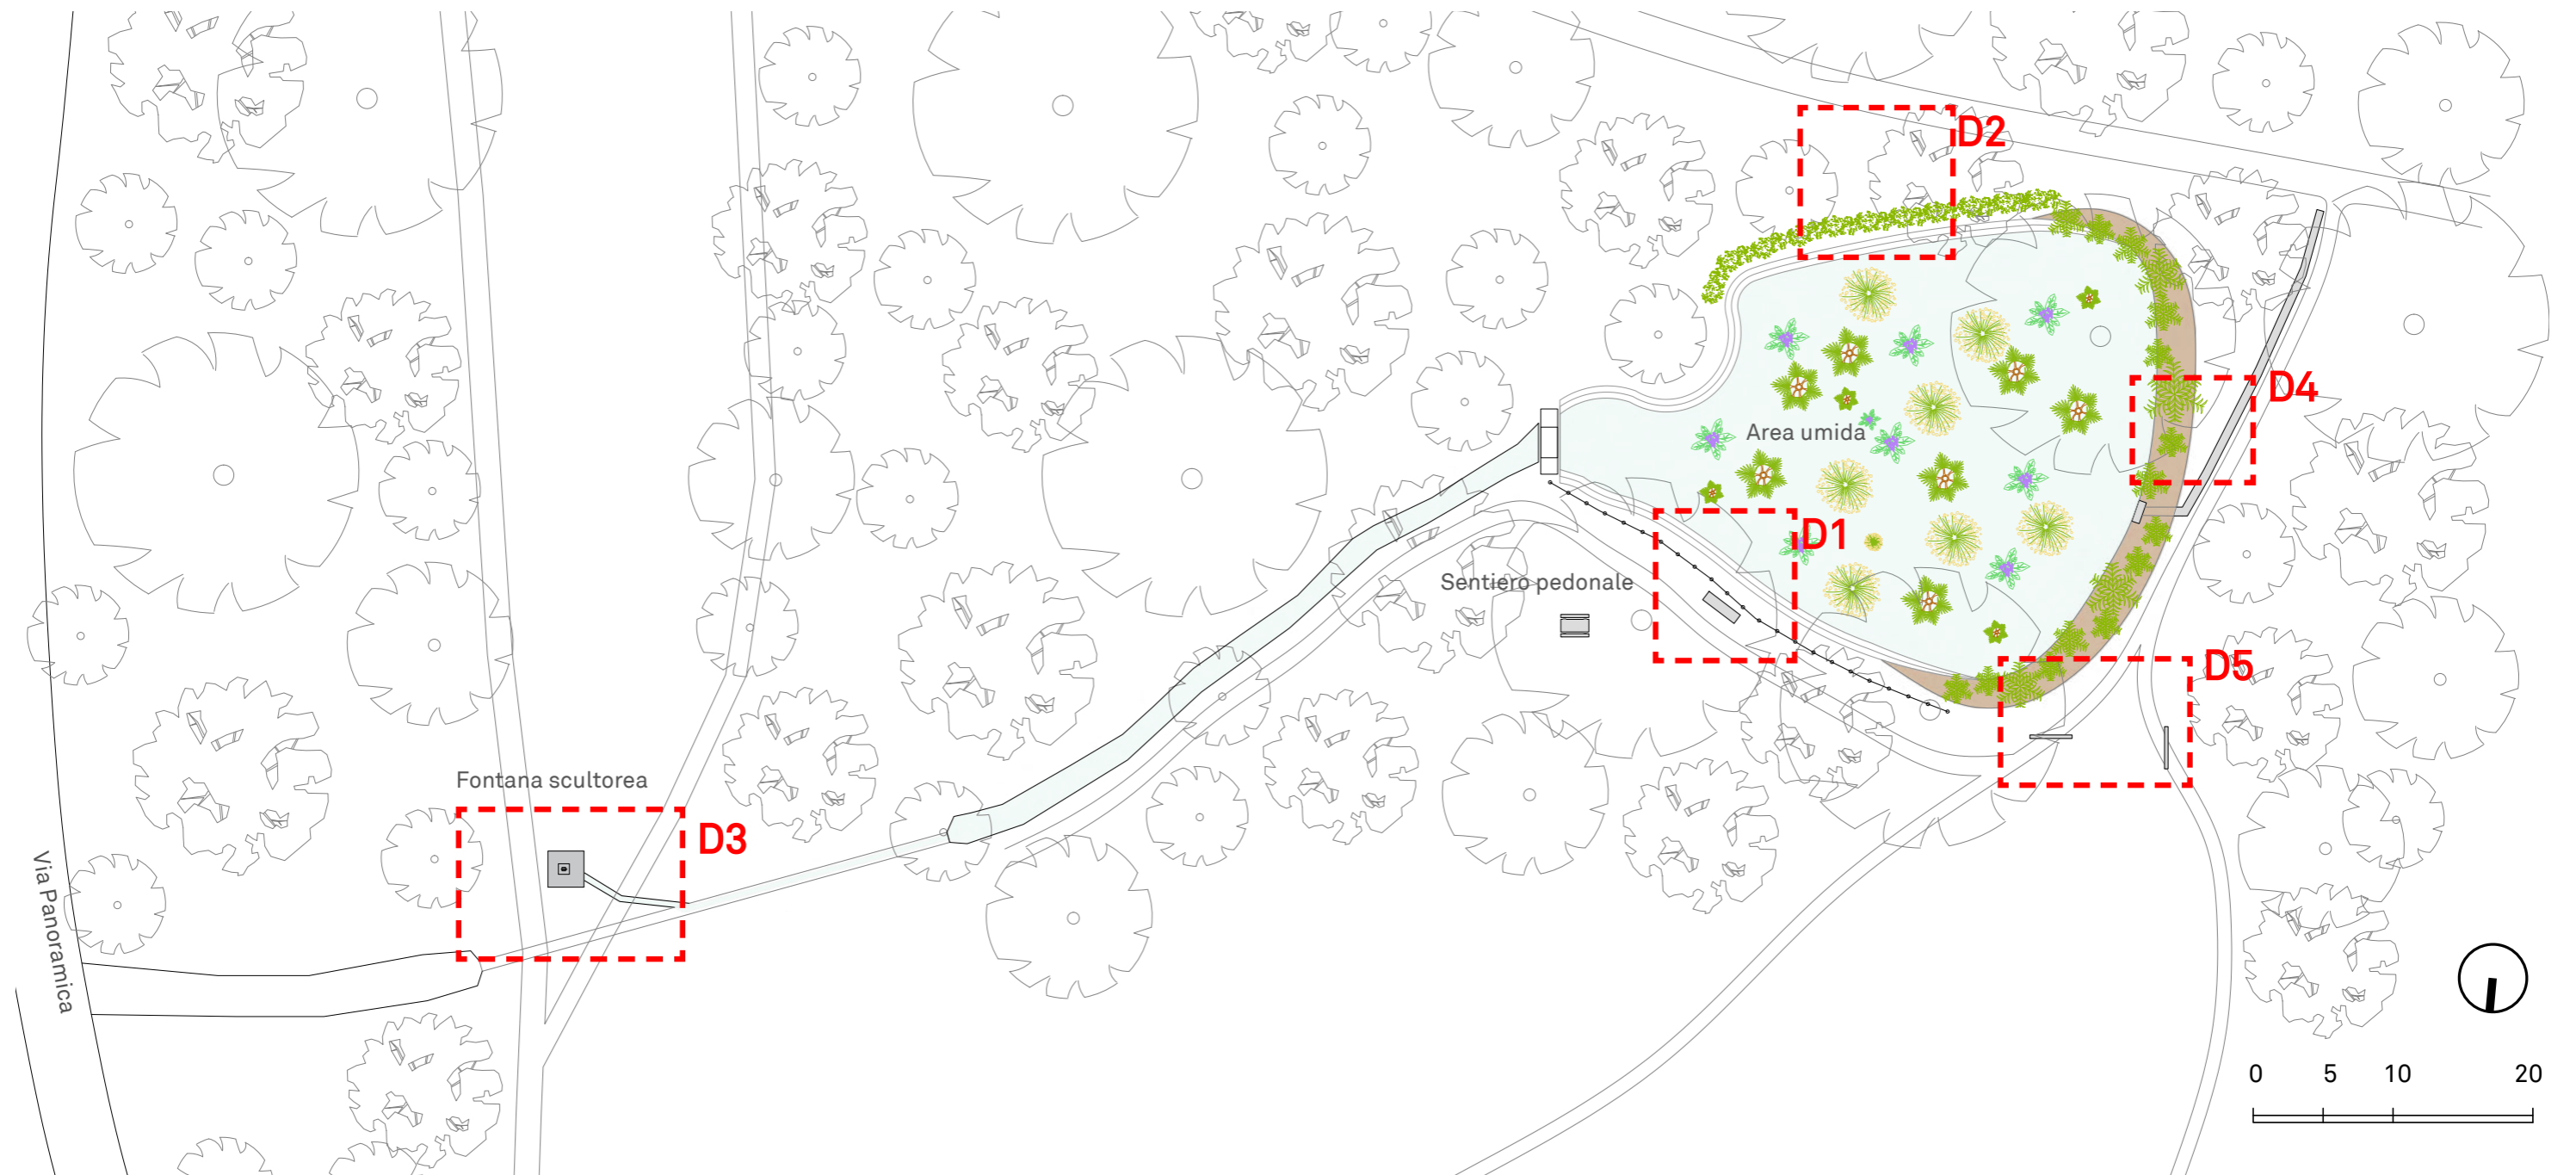 D2
D4
Area umida
D1
Sentiero pedonale
D5
Fontana scultorea
D3
Via Panoramica
0 5 10 20